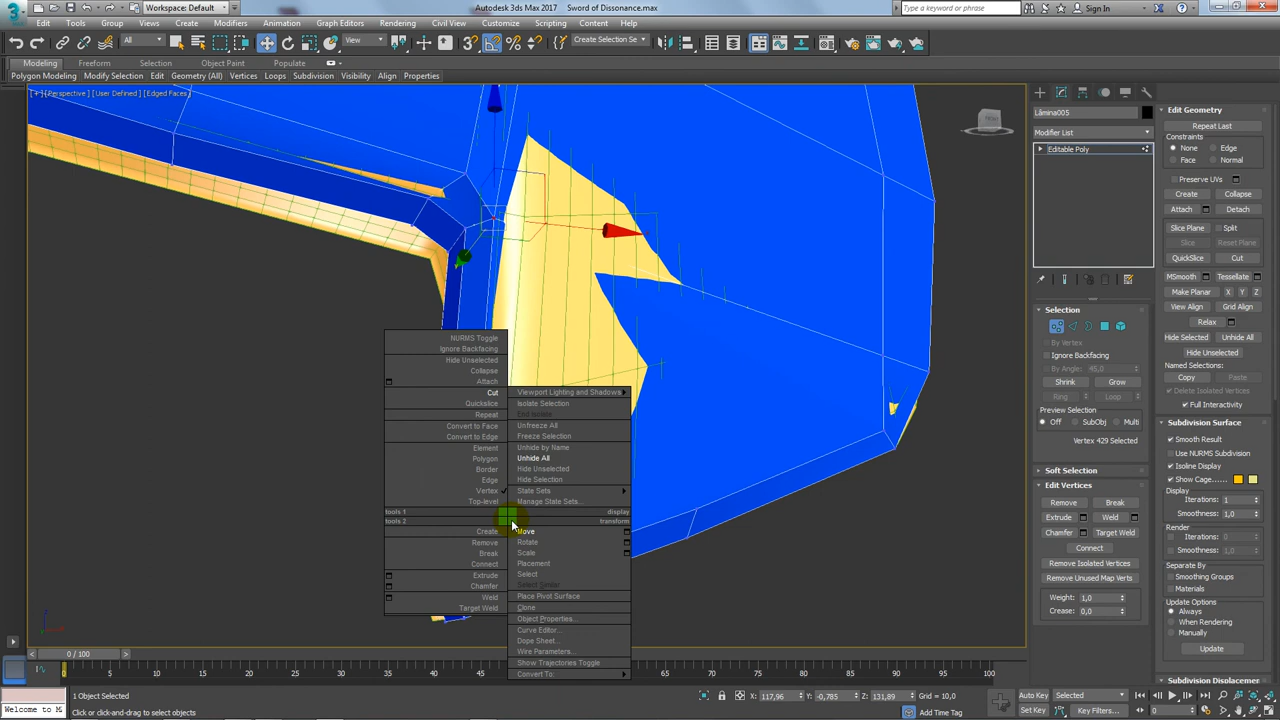 Workspace: Default
Autodesk 3ds Max 2017
Sword of Dissonance.max
Type a keyword or phrase
Sign In
Edit
Tools
Group
Views
Create
Modifiers
Animation
Graph Editors
Rendering
Civil View
Customize
Scripting
Content
Help
All
View
Create Selection Se
Modeling
Freeform
Selection
Object Paint
Populate
Polygon Modeling
Modify Selection
Edit
Geometry (All)
Vertices
Loops
Subdivision
Visibility
Align
Properties
[ + ] [Perspective ] [User Defined ] [Edged Faces ]
NURMS Toggle
Ignore Backfacing
Hide Unselected
Collapse
Attach
Cut
Quickslice
Repeat
Convert to Face
Convert to Edge
Element
Polygon
Border
Edge
Vertex
Top-level
tools 1
tools 2
Create
Remove
Break
Connect
Extrude
Chamfer
Weld
Target Weld
Viewport Lighting and Shadows
Isolate Selection
End Isolate
Unfreeze All
Freeze Selection
Unhide by Name
Unhide All
Hide Unselected
Hide Selection
State Sets
Manage State Sets...
display
transform
Move
Rotate
Scale
Placement
Select
Select Similar
Place Pivot Surface
Clone
Object Properties...
Curve Editor...
Dope Sheet...
Wire Parameters...
Show Trajectories Toggle
Convert To:
Lâmina005
Modifier List
Editable Poly
Selection
By Vertex
Ignore Backfacing
By Angle: 45,0
Shrink
Grow
Ring
Loop
Preview Selection
Off
SubObj
Multi
Vertex 429 Selected
Soft Selection
Edit Vertices
Remove
Break
Extrude
Weld
Chamfer
Target Weld
Connect
Remove Isolated Vertices
Remove Unused Map Verts
Weight: 1,0
Crease: 0,0
Edit Geometry
Repeat Last
Constraints
None
Edge
Face
Normal
Preserve UVs
Create
Collapse
Attach
Detach
Slice Plane
Split
Slice
Reset Plane
QuickSlice
Cut
MSmooth
Tessellate
Make Planar
X
Y
Z
View Align
Grid Align
Relax
Hide Selected
Unhide All
Hide Unselected
Named Selections:
Copy
Paste
Delete Isolated Vertices
Full Interactivity
Subdivision Surface
Smooth Result
Use NURMS Subdivision
Isoline Display
Show Cage......
Display
Iterations: 1
Smoothness: 1,0
Render
Iterations: 0
Smoothness: 1,0
Separate By
Smoothing Groups
Materials
Update Options
Always
When Rendering
Manually
Update
Subdivision Displacement
0 / 100
0
5
10
15
20
25
30
35
40
45
65
70
75
80
85
90
95
100
1 Object Selected
Click or click-and-drag to select objects
Welcome to M
X: 117,96
Y: -0,785
Z: 131,89
Grid = 10,0
Add Time Tag
Auto Key
Selected
Set Key
Key Filters...
0